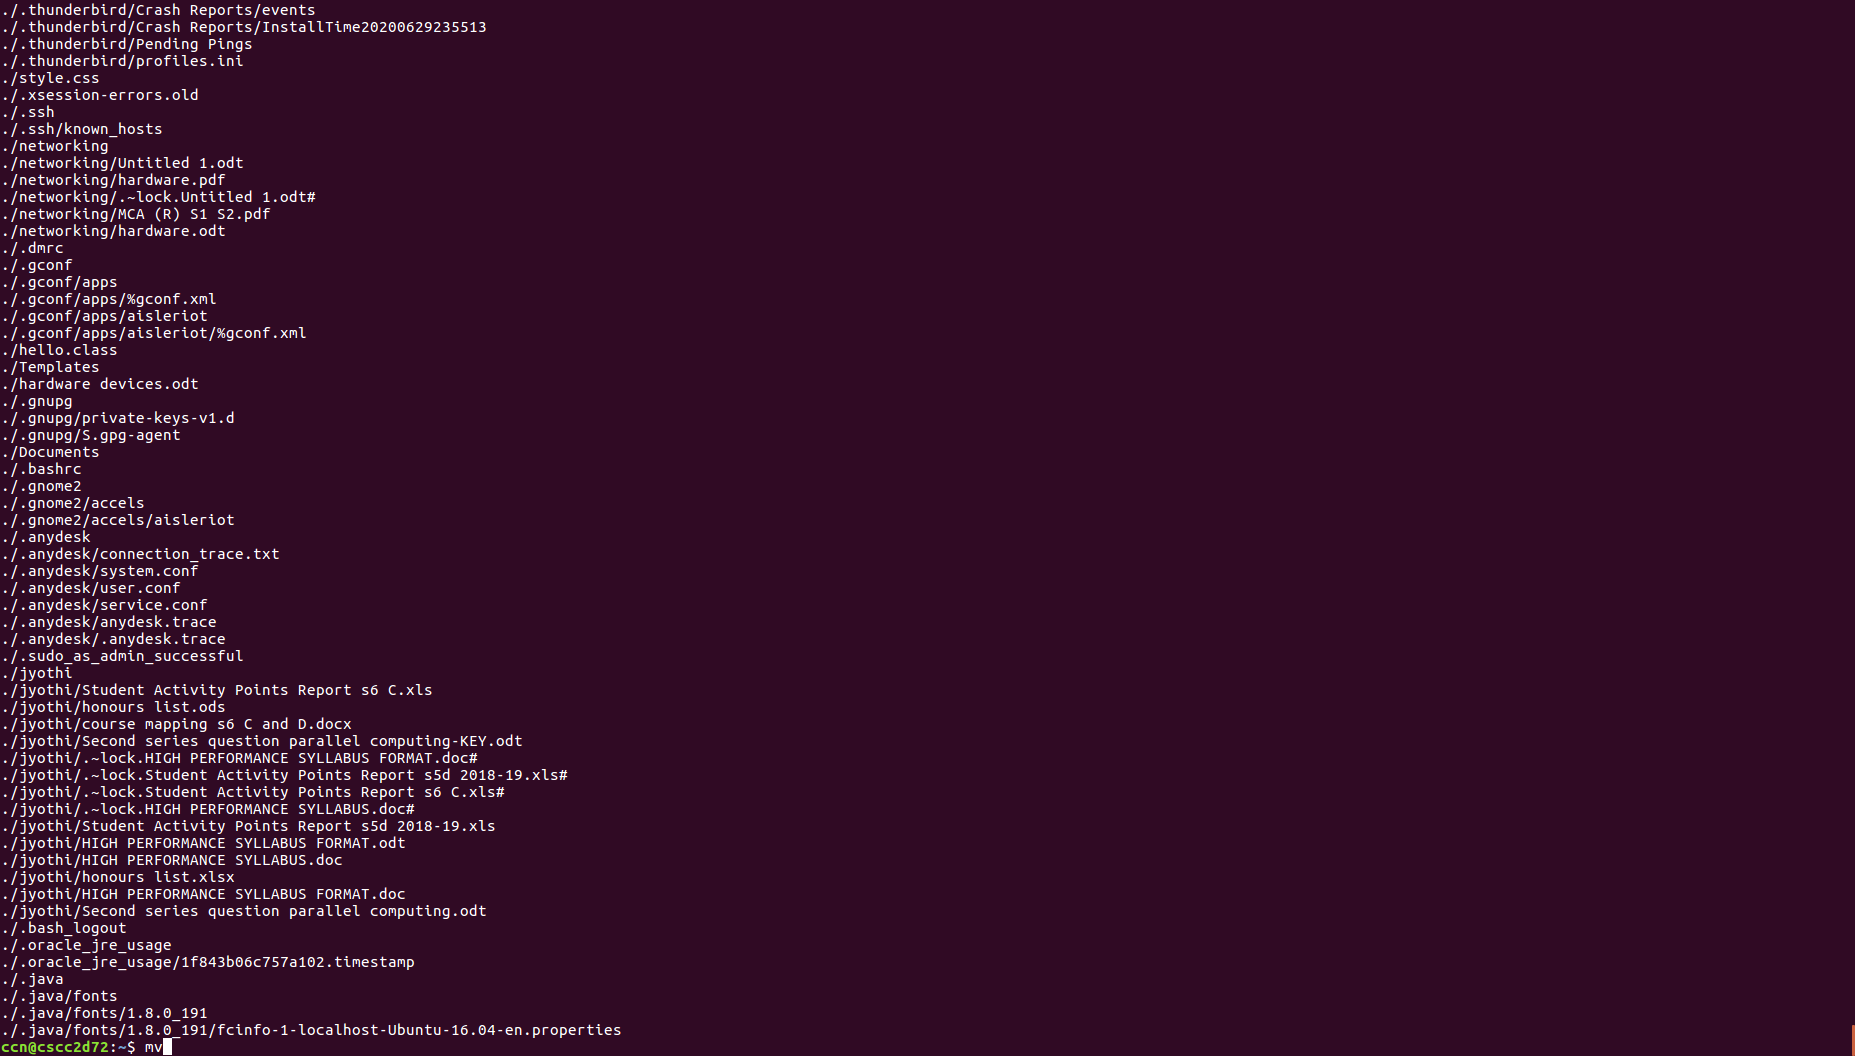 ./.thunderbird/Crash Reports/events
./.thunderbird/Crash Reports/InstallTime20200629235513
./.thunderbird/Pending Pings
./.thunderbird/profiles.ini
./style.css
./.xsession-errors.old
./.ssh
./.ssh/known_hosts
./networking
./networking/Untitled 1.odt
./networking/hardware.pdf
./networking/.~lock.Untitled 1.odt#
./networking/MCA (R) S1 S2.pdf
./networking/hardware.odt
./.dmrc
./.gconf
./.gconf/apps
./.gconf/apps/%gconf.xml
./.gconf/apps/aisleriot
./.gconf/apps/aisleriot/%gconf.xml
./hello.class
./Templates
./hardware devices.odt
./.gnupg
./.gnupg/private-keys-v1.d
./.gnupg/S.gpg-agent
./Documents
./.bashrc
./.gnome2
./.gnome2/accels
./.gnome2/accels/aisleriot
./.anydesk
./.anydesk/connection_trace.txt
./.anydesk/system.conf
./.anydesk/user.conf
./.anydesk/service.conf
./.anydesk/anydesk.trace
./.anydesk/.anydesk.trace
./.sudo_as_admin_successful
./jyothi
./jyothi/Student Activity Points Report s6 C.xls
./jyothi/honours list.ods
./jyothi/course mapping s6 C and D.docx
./jyothi/Second series question parallel computing-KEY.odt
./jyothi/.~lock.HIGH PERFORMANCE SYLLABUS FORMAT.doc#
./jyothi/.~lock.Student Activity Points Report s5d 2018-19.xls#
./jyothi/.~lock.Student Activity Points Report s6 C.xls#
./jyothi/.~lock.HIGH PERFORMANCE SYLLABUS.doc#
./jyothi/Student Activity Points Report s5d 2018-19.xls
./jyothi/HIGH PERFORMANCE SYLLABUS FORMAT.odt
./jyothi/HIGH PERFORMANCE SYLLABUS.doc
./jyothi/honours list.xlsx
./jyothi/HIGH PERFORMANCE SYLLABUS FORMAT.doc
./jyothi/Second series question parallel computing.odt
./.bash_logout
./.oracle_jre_usage
./.oracle_jre_usage/1f843b06c757a102.timestamp
./.java
./.java/fonts
./.java/fonts/1.8.0_191
./.java/fonts/1.8.0_191/fcinfo-1-localhost-Ubuntu-16.04-en.properties
ccn@cscc2d72:~$ mv